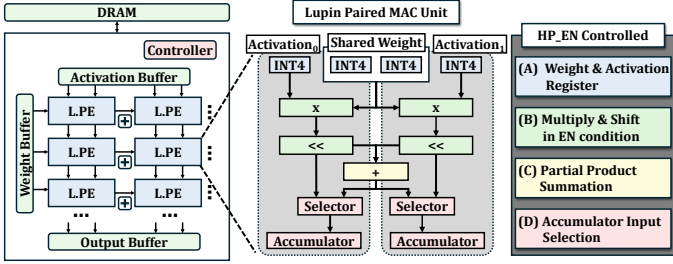 DRAM
Controller
Activation Buffer
Weight Buffer
L.PE
L.PE
+
L.PE
L.PE
+
L.PE
L.PE
+
...
...
Output Buffer
Lupin Paired MAC Unit
Activation₀
Shared Weight
Activation₁
INT4
INT4
INT4
INT4
x
x
<<
<<
+
Selector
Selector
Accumulator
Accumulator
HP_EN Controlled
(A) Weight & Activation
Register
(B) Multiply & Shift
in EN condition
(C) Partial Product
Summation
(D) Accumulator Input
Selection